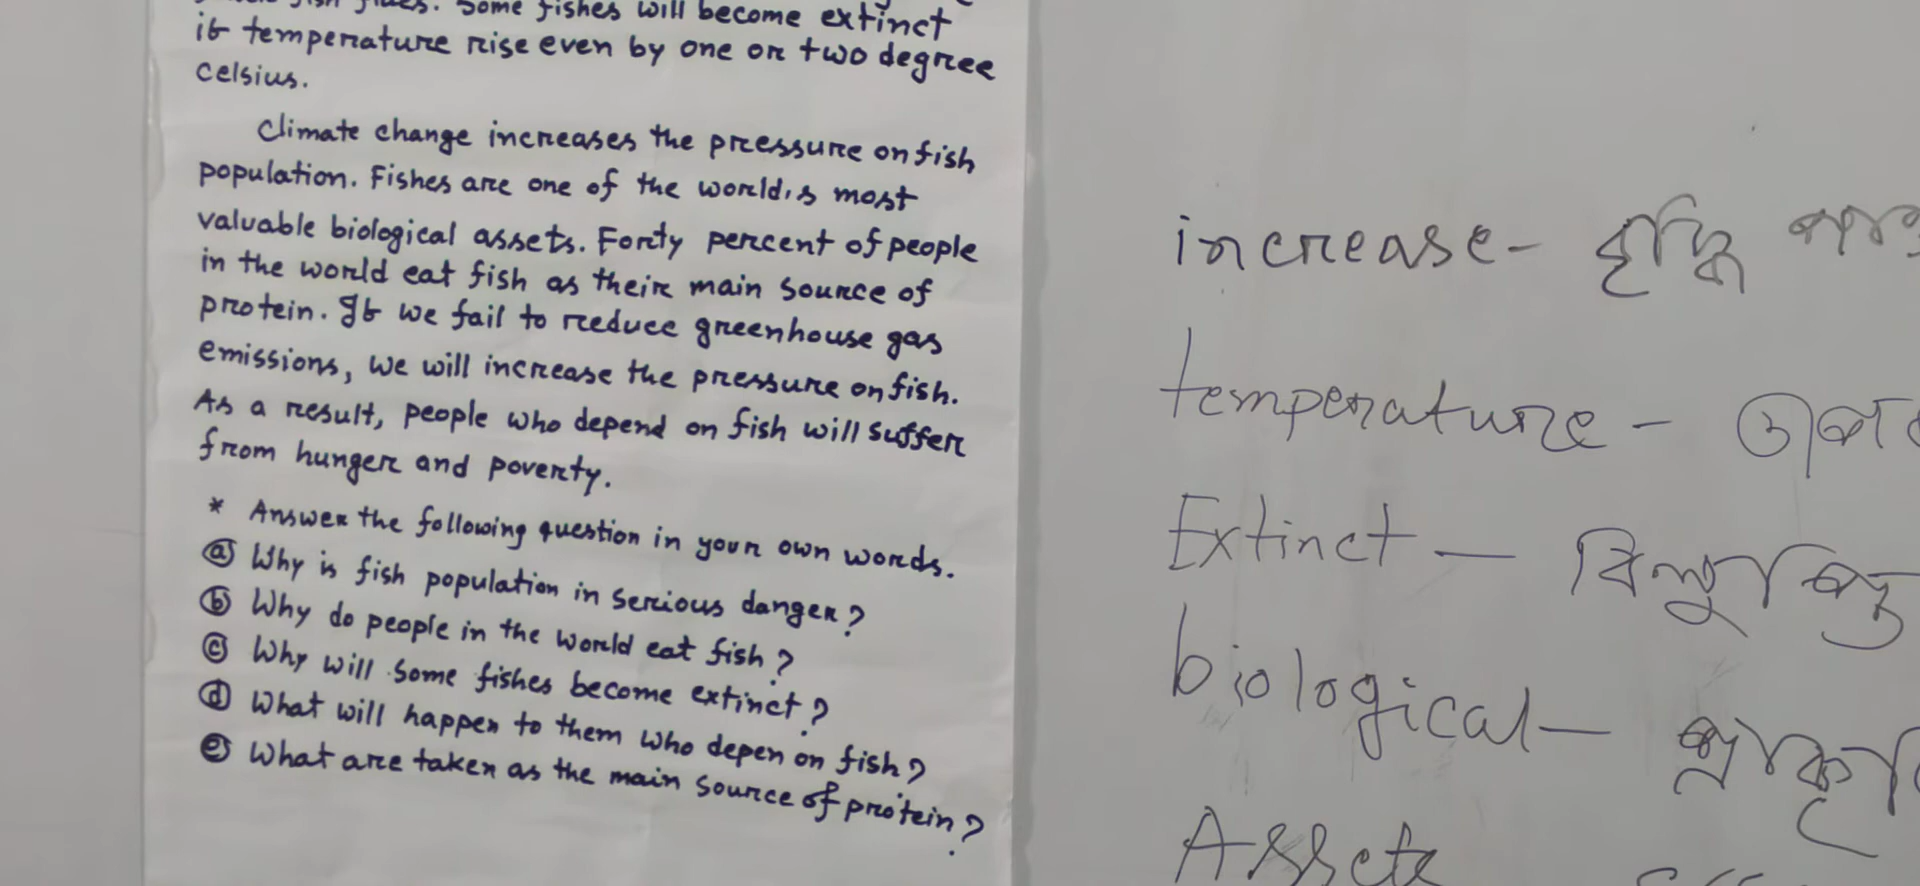 fish Some fishes will become extinct
if temperature rise even by one or two degree
celsius.
Climate change increases the pressure on fish
population. Fishes are one of the world's most
valuable biological assets. Forty percent of people
in the world eat fish as their main source of
protein. If we fail to reduce greenhouse gas
emissions, we will increase the pressure on fish.
As a result, people who depend on fish will suffer
from hunger and poverty.
* Answer the following question in your own words.
(a) Why is fish population in serious danger?
(b) Why do people in the world eat fish?
(c) Why will some fishes become extinct?
(d) What will happen to them who depen on fish?
(e) What are taken as the main source of protein?
increase- বৃদ্ধি
temperature -
Extinct —
biological—
Assets